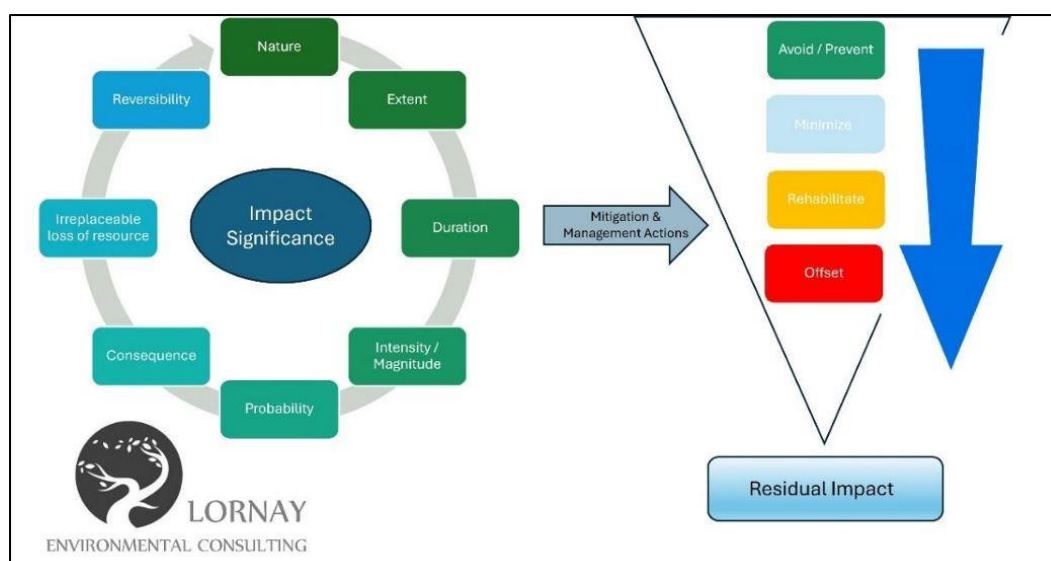 Nature
Extent
Duration
Intensity /
Magnitude
Probability
Consequence
Irreplaceable
loss of resource
Reversibility
Impact
Significance
Mitigation &
Management Actions
Avoid / Prevent
Minimize
Rehabilitate
Offset
Residual Impact
LORNAY
ENVIRONMENTAL CONSULTING